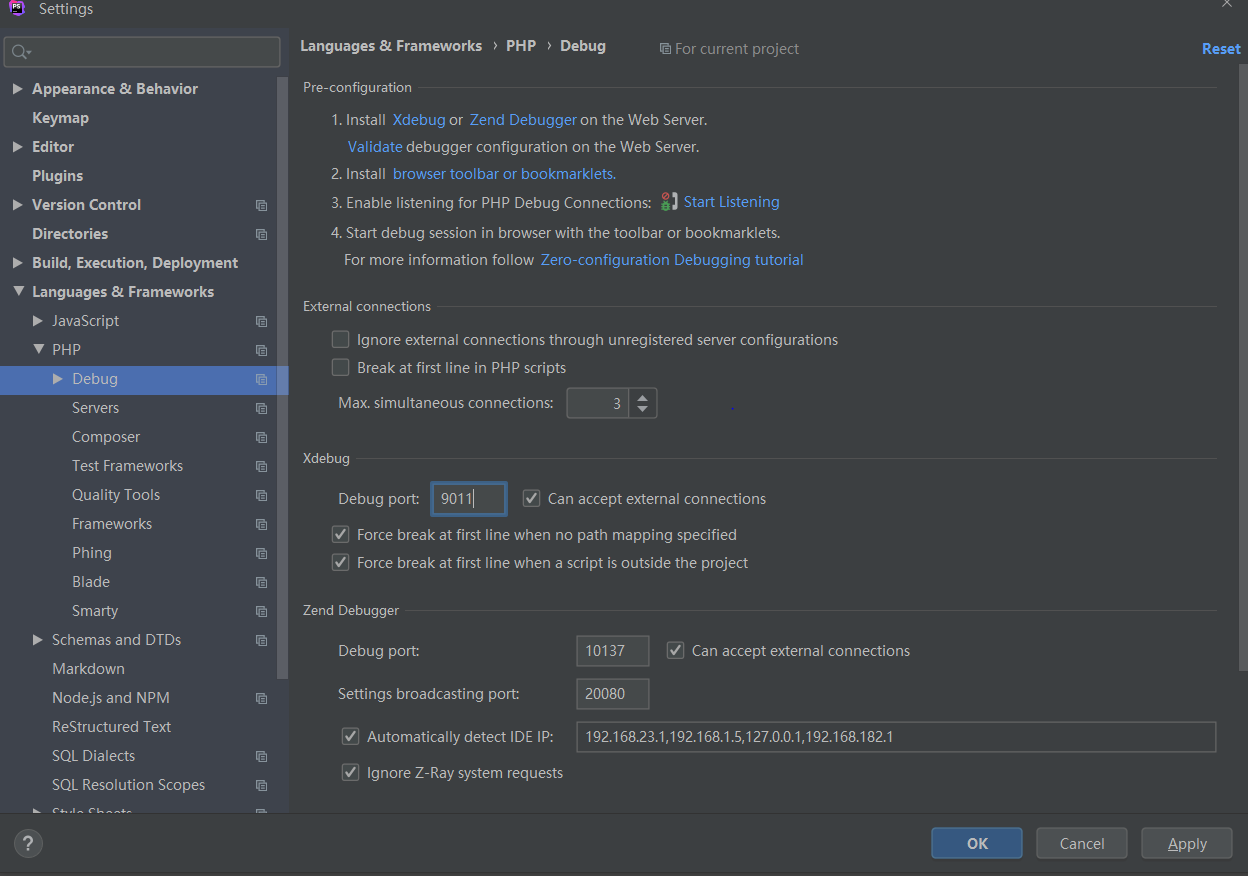 PS Settings
Languages & Frameworks › PHP › Debug For current project Reset
Appearance & Behavior
Keymap
Editor
Plugins
Version Control
Directories
Build, Execution, Deployment
Languages & Frameworks
JavaScript
PHP
Debug
Servers
Composer
Test Frameworks
Quality Tools
Frameworks
Phing
Blade
Smarty
Schemas and DTDs
Markdown
Node.js and NPM
ReStructured Text
SQL Dialects
SQL Resolution Scopes
Style Sheets
Pre-configuration
1. Install Xdebug or Zend Debugger on the Web Server.
Validate debugger configuration on the Web Server.
2. Install browser toolbar or bookmarklets.
3. Enable listening for PHP Debug Connections: Start Listening
4. Start debug session in browser with the toolbar or bookmarklets.
For more information follow Zero-configuration Debugging tutorial
External connections
Ignore external connections through unregistered server configurations
Break at first line in PHP scripts
Max. simultaneous connections: 3
Xdebug
Debug port: 9011 Can accept external connections
Force break at first line when no path mapping specified
Force break at first line when a script is outside the project
Zend Debugger
Debug port: 10137 Can accept external connections
Settings broadcasting port: 20080
Automatically detect IDE IP: 192.168.23.1,192.168.1.5,127.0.0.1,192.168.182.1
Ignore Z-Ray system requests
? OK Cancel Apply